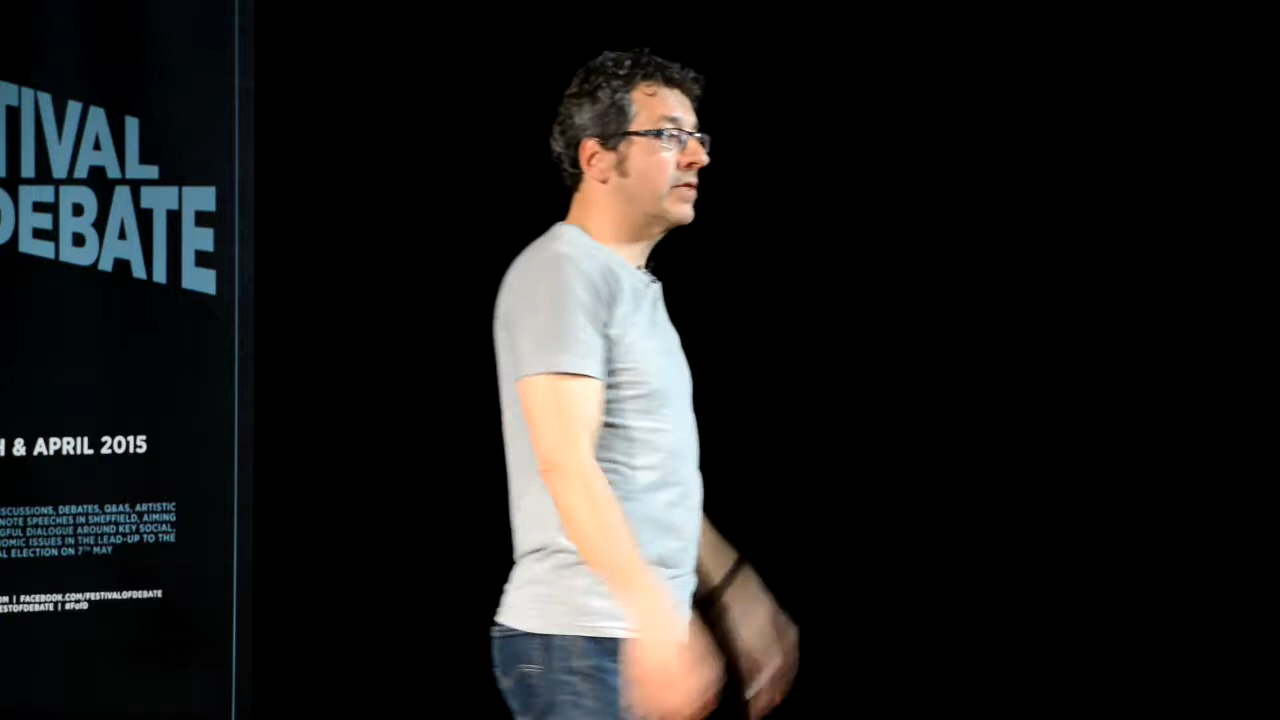 TIVAL
DEBATE
H & APRIL 2015
SCUSSIONS, DEBATES, Q&AS, ARTISTIC
NOTE SPEECHES IN SHEFFIELD, AIMING
GFUL DIALOGUE AROUND KEY SOCIAL,
OMIC ISSUES IN THE LEAD-UP TO THE
AL ELECTION ON 7TH MAY
OM | FACEBOOK.COM/FESTIVALOFDEBATE
ESTOFDEBATE | #FofD